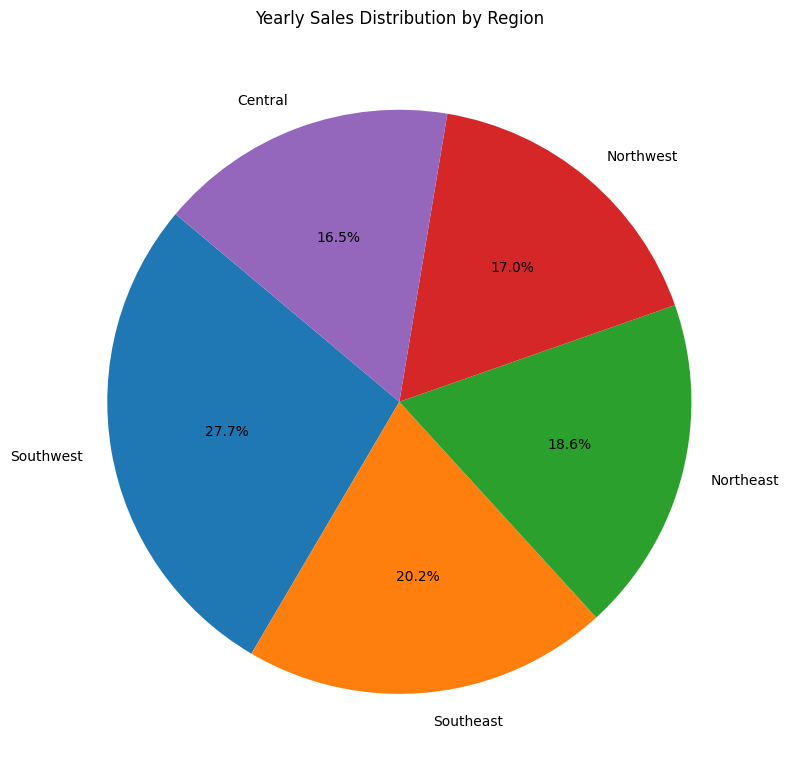 Yearly Sales Distribution by Region
Central
Northwest
16.5%
17.0%
27.7%
18.6%
Southwest
Northeast
20.2%
Southeast